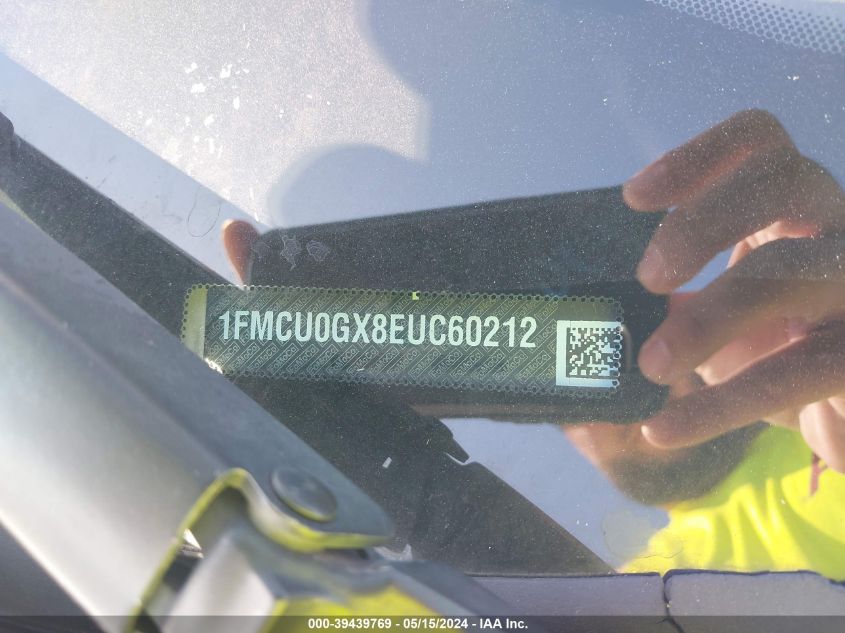 1FMCU0GX8EUC60212
000-39439769 - 05/15/2024 - IAA Inc.